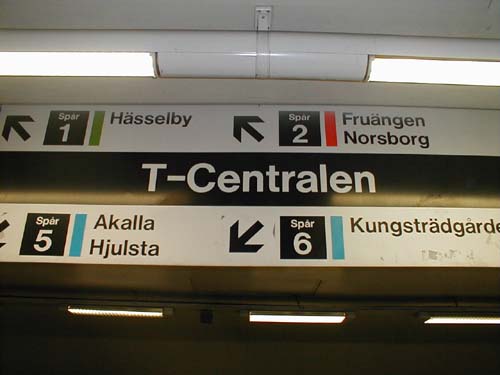 Spår
1
Hässelby
Spår
2
Fruängen
Norsborg
T-Centralen
Spår
5
Akalla
Hjulsta
Spår
6
Kungsträdgårde